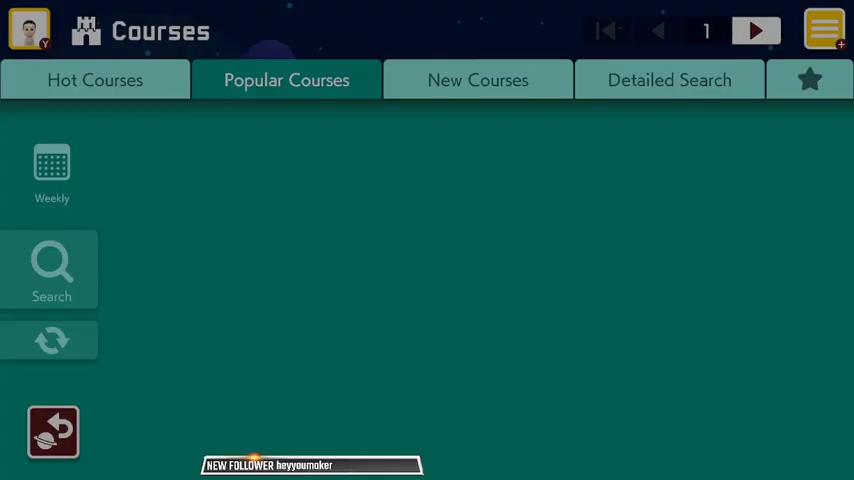 Y
Courses
1
+
Hot Courses
Popular Courses
New Courses
Detailed Search
Weekly
Search
NEW FOLLOWER heyyoumaker